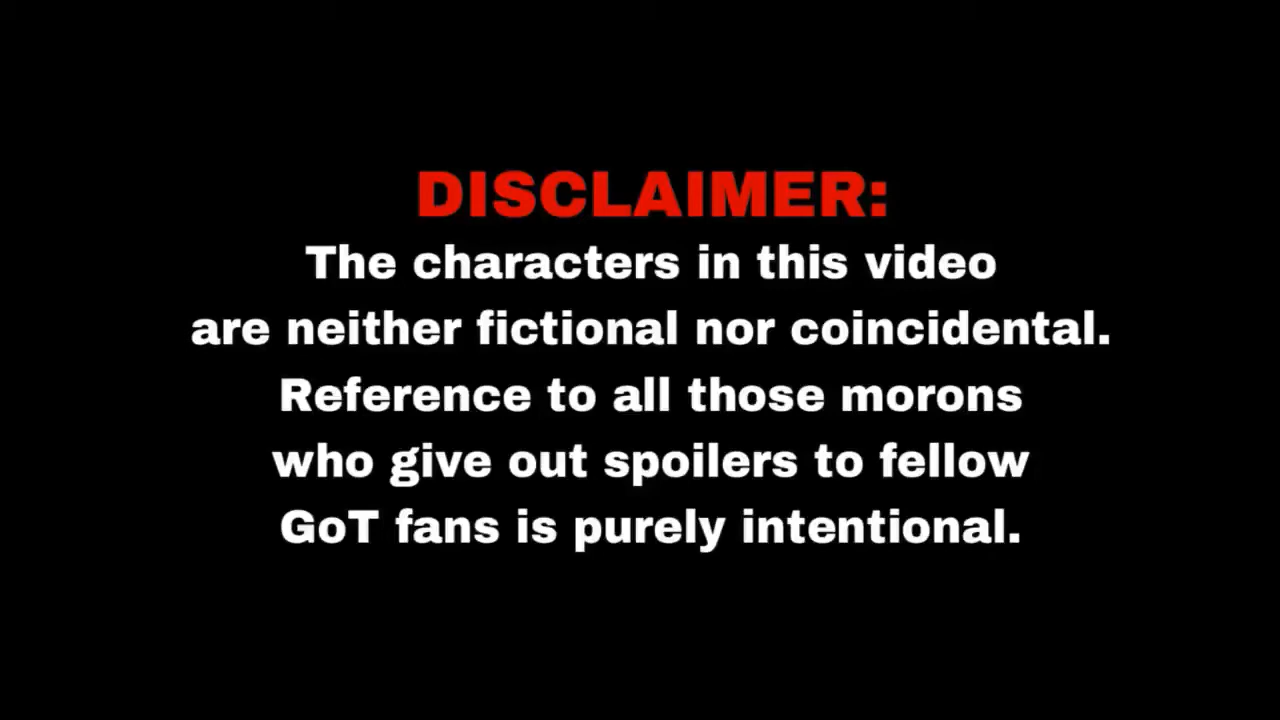 DISCLAIMER:
The characters in this video
are neither fictional nor coincidental.
Reference to all those morons
who give out spoilers to fellow
GoT fans is purely intentional.